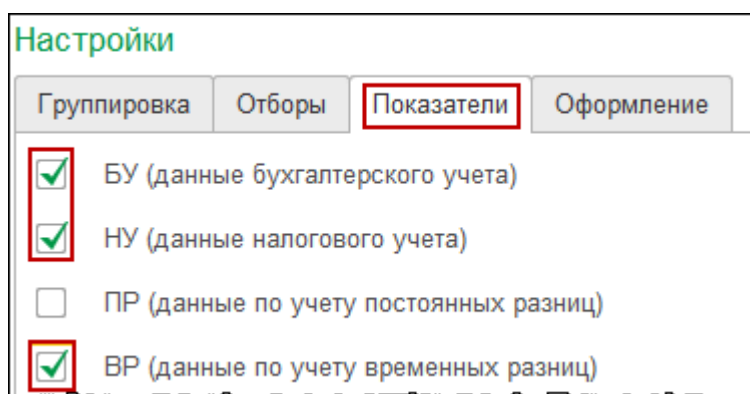 Настройки
Группировка Отборы Показатели Оформление
БУ (данные бухгалтерского учета)
НУ (данные налогового учета)
ПР (данные по учету постоянных разниц)
ВР (данные по учету временных разниц)